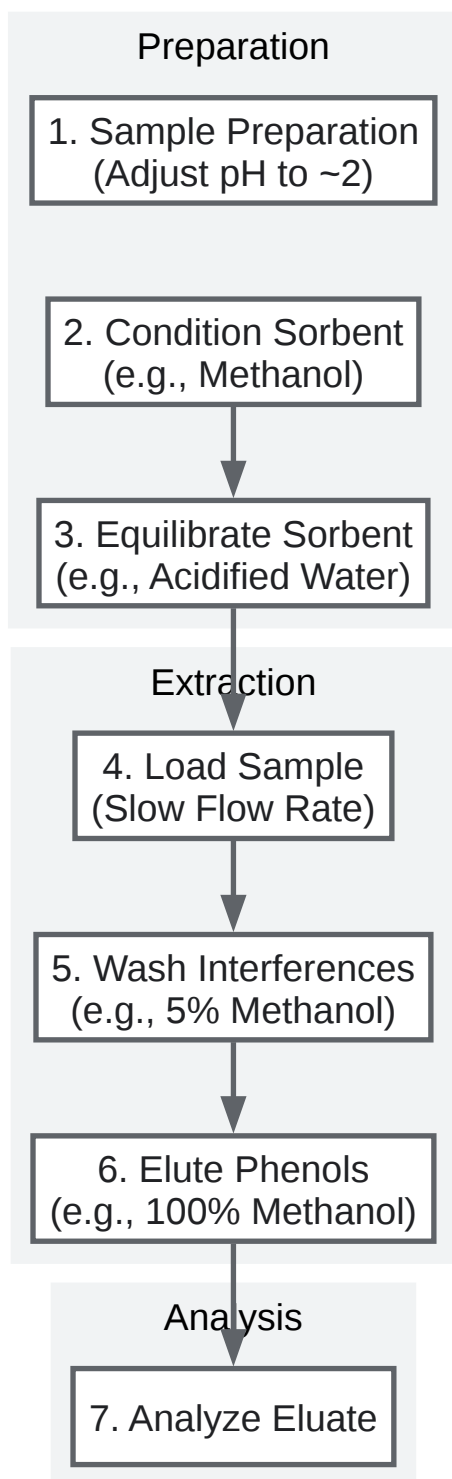 Preparation
1. Sample Preparation
(Adjust pH to ~2)
2. Condition Sorbent
(e.g., Methanol)
3. Equilibrate Sorbent
(e.g., Acidified Water)
Extraction
4. Load Sample
(Slow Flow Rate)
5. Wash Interferences
(e.g., 5% Methanol)
6. Elute Phenols
(e.g., 100% Methanol)
Analysis
7. Analyze Eluate